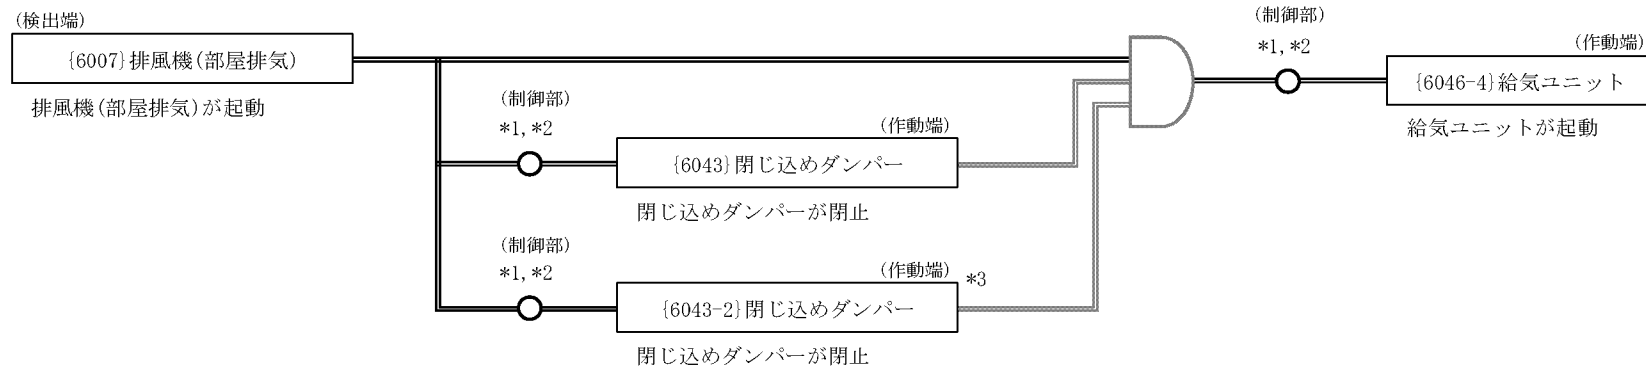 (検出端)
{6007}排風機(部屋排気)
排風機(部屋排気)が起動
(制御部)
*1, *2
(作動端)
{6043}閉じ込めダンパー
閉じ込めダンパーが閉止
(制御部)
*1, *2
(作動端)
*3
{6043-2}閉じ込めダンパー
閉じ込めダンパーが閉止
(制御部)
*1, *2
(作動端)
{6046-4}給気ユニット
給気ユニットが起動